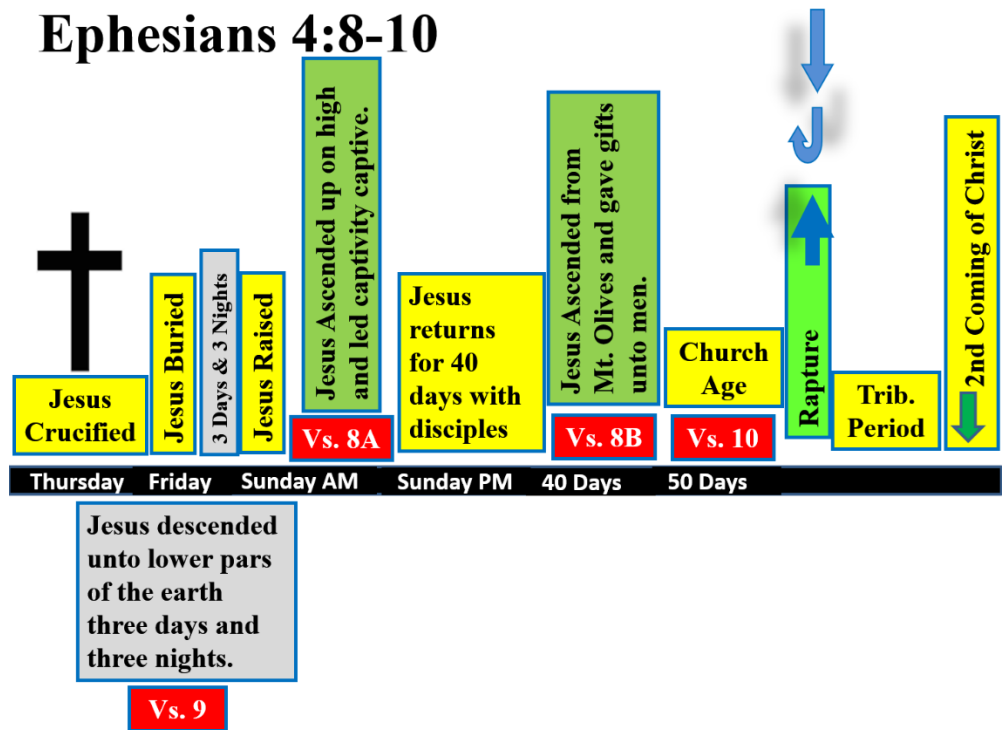 Ephesians 4:8-10
Jesus
Crucified
Jesus Buried
3 Days & 3 Nights
Jesus Raised
Jesus Ascended up on high
and led captivity captive.
Vs. 8A
Jesus
returns
for 40
days with
disciples
Jesus Ascended from
Mt. Olives and gave gifts
unto men.
Vs. 8B
Church
Age
Vs. 10
Rapture
Trib.
Period
2nd Coming of Christ
Thursday
Friday
Sunday AM
Sunday PM
40 Days
50 Days
Jesus descended
unto lower pars
of the earth
three days and
three nights.
Vs. 9